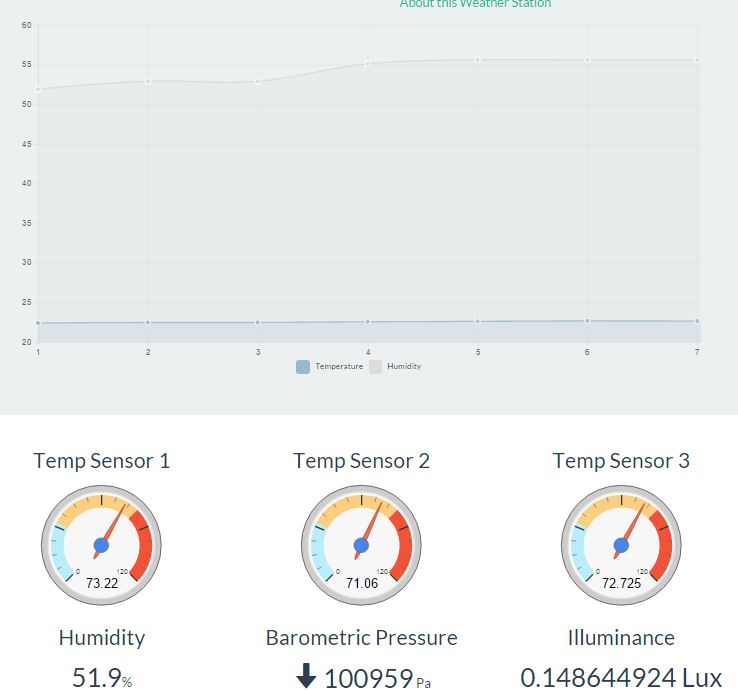 About this Weather Station
60
55
50
45
40
35
30
25
20
1 2 3 4 5 6 7
Temperature Humidity
Temp Sensor 1 Temp Sensor 2 Temp Sensor 3
0 120 0 120 0 120
73.22 71.06 72.725
Humidity Barometric Pressure Illuminance
51.9% 100959 Pa 0.148644924 Lux